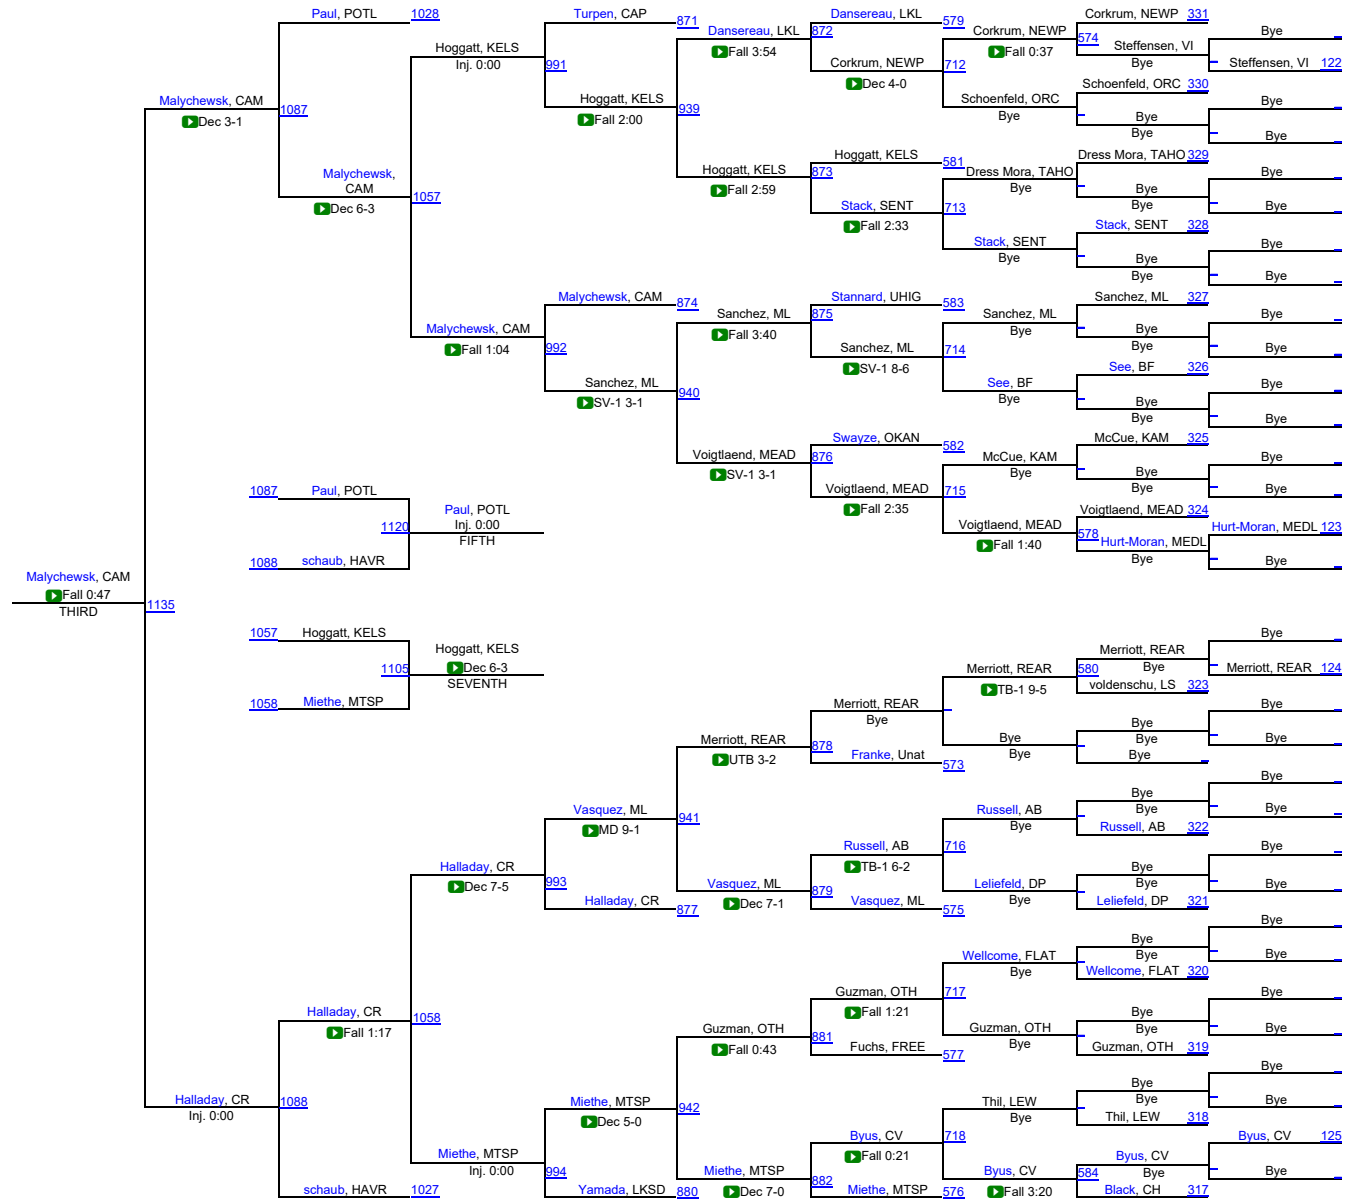 Paul, POTL 1028
Turpen, CAP 871
Dansereau, LKL 579
Corkrum, NEWP 331
Bye
Dansereau, LKL 872
Corkrum, NEWP 574
Steffensen, VI
Hoggatt, KELS
Fall 3:54
Fall 0:37
Bye
Steffensen, VI 122
Inj. 0:00 991
Corkrum, NEWP 712
Dec 4-0
Schoenfeld, ORC 330
Hoggatt, KELS
Schoenfeld, ORC
Bye
Malychewsk, CAM 1087
Fall 2:00 939
Bye
Bye
Dec 3-1
Bye
Bye
Hoggatt, KELS 581
Dress Mora, TAHO 329
Malychewsk,
CAM 1057
Hoggatt, KELS 873
Dress Mora, TAHO
Bye
Fall 2:59
Bye
Bye
Bye
Dec 6-3
Stack, SENT 713
Bye
Fall 2:33
Stack, SENT 328
Stack, SENT
Bye
Bye
Bye
Bye
Bye
Malychewsk, CAM 874
Stannard, UHIG 583
Sanchez, ML 327
Sanchez, ML 875
Sanchez, ML
Bye
Malychewsk, CAM
Fall 3:40
Bye
Bye
Fall 1:04 992
Sanchez, ML 714
Bye
Bye
SV-1 8-6
See, BF 326
Sanchez, ML
See, BF
Bye
SV-1 3-1 940
Bye
Bye
Bye
Bye
Swayze, OKAN 582
McCue, KAM 325
Voigtlaend, MEAD 876
McCue, KAM
Bye
SV-1 3-1
Bye
Bye
1087 Paul, POTL
Voigtlaend, MEAD 715
Bye
Bye
Paul, POTL
Fall 2:35
Voigtlaend, MEAD 324
1120 Inj. 0:00
Voigtlaend, MEAD 578
Hurt-Moran, MEDL 123
FIFTH
Fall 1:40
Hurt-Moran, MEDL
1088 schaub, HAVR
Bye
Malychewsk, CAM
Fall 0:47
THIRD 1135
1057 Hoggatt, KELS
Bye
Hoggatt, KELS
Merriott, REAR
1105 Dec 6-3
Merriott, REAR 580
Bye
Merriott, REAR 124
SEVENTH
TB-1 9-5
voldenschu, LS 323
1058 Miethe, MTSP
Merriott, REAR
Bye
Bye
Merriott, REAR 878
Bye
Bye
Bye
UTB 3-2
Franke, Unat 573
Bye
Bye
Bye
Bye
Vasquez, ML 941
Russell, AB
Bye
MD 9-1
Bye
Bye
Bye
Russell, AB 716
Russell, AB 322
Halladay, CR 993
TB-1 6-2
Bye
Dec 7-5
Vasquez, ML 879
Leliefeld, DP
Bye
Bye
Halladay, CR 877
Dec 7-1
Vasquez, ML 575
Bye
Bye
Leliefeld, DP 321
Bye
Wellcome, FLAT
Bye
Bye
Bye
Bye
Wellcome, FLAT 320
Guzman, OTH 717
Bye
Halladay, CR 1058
Fall 1:21
Fall 1:17
Guzman, OTH 881
Guzman, OTH
Bye
Bye
Fall 0:43
Fuchs, FREE 577
Bye
Bye
Guzman, OTH 319
Bye
Halladay, CR 1088
Miethe, MTSP 942
Thil, LEW
Bye
Bye
Inj. 0:00
Dec 5-0
Bye
Bye
Thil, LEW 318
Byus, CV 718
Byus, CV 125
Miethe, MTSP 994
Fall 0:21
Byus, CV
Inj. 0:00
Miethe, MTSP 882
Byus, CV 584
Bye
Bye
schaub, HAVR 1027
Yamada, LKSD 880
Dec 7-0
Miethe, MTSP 576
Fall 3:20
Black, CH 317